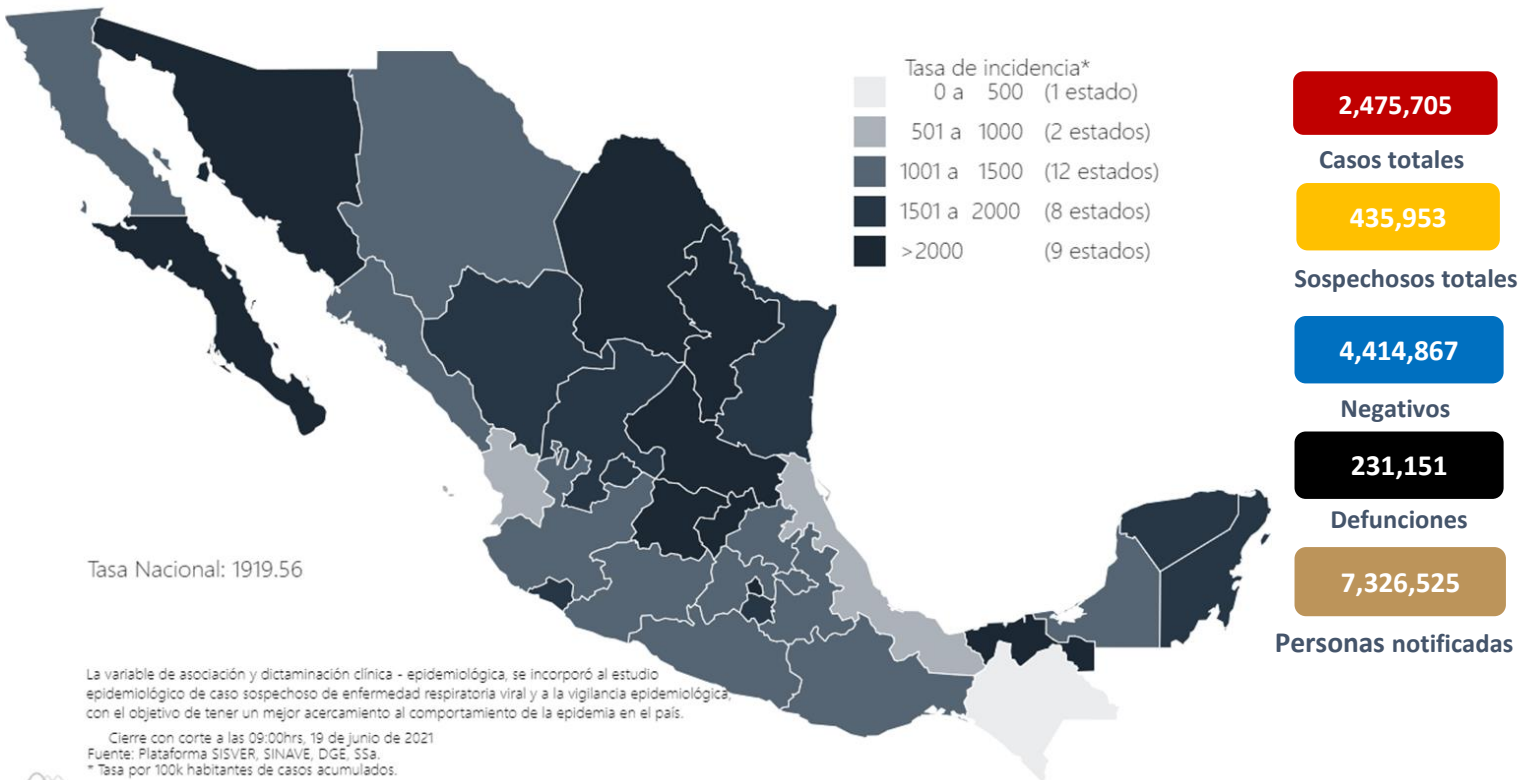 Tasa de incidencia*
0 a 500 (1 estado)
501 a 1000 (2 estados)
1001 a 1500 (12 estados)
1501 a 2000 (8 estados)
>2000 (9 estados)
2,475,705
Casos totales
435,953
Sospechosos totales
4,414,867
Negativos
231,151
Defunciones
7,326,525
Personas notificadas
Tasa Nacional: 1919.56
La variable de asociación y dictaminación clínica - epidemiológica, se incorporó al estudio
epidemiológico de caso sospechoso de enfermedad respiratoria viral y a la vigilancia epidemiológica,
con el objetivo de tener un mejor acercamiento al comportamiento de la epidemia en el país.
Cierre con corte a las 09:00hrs, 19 de junio de 2021
Fuente: Plataforma SISVER, SINAVE, DGE, SSa.
* Tasa por 100k habitantes de casos acumulados.